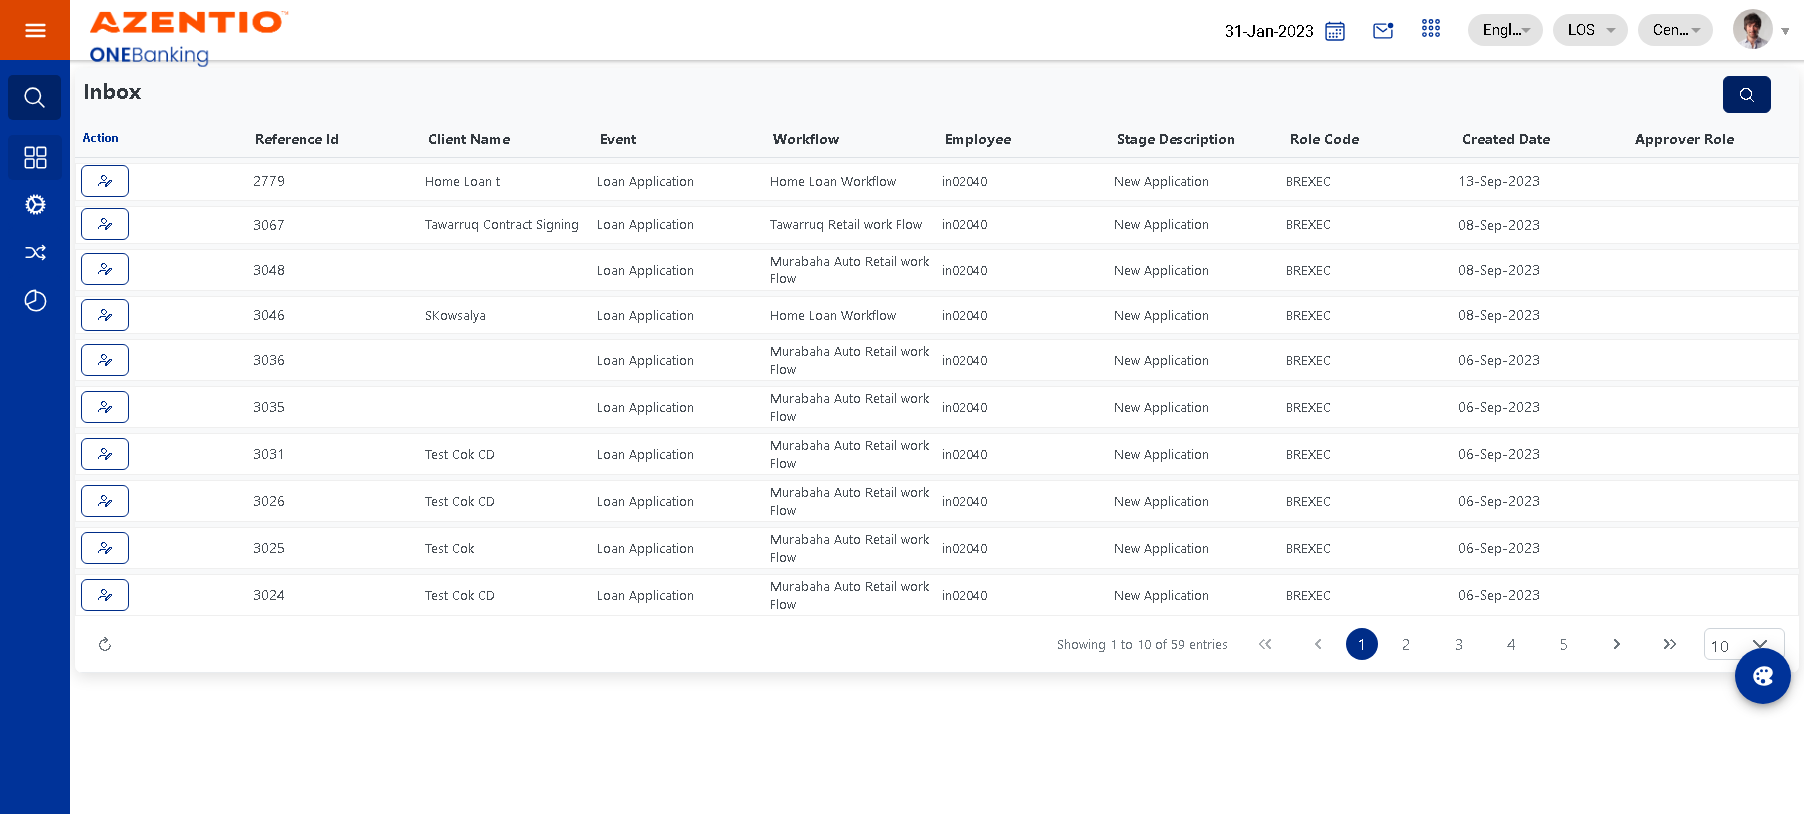 AZENTIO™
ONEBanking
31-Jan-2023 Engl... LOS Cen...
Inbox
Action Reference Id Client Name Event Workflow Employee Stage Description Role Code Created Date Approver Role
2779 Home Loan t Loan Application Home Loan Workflow in02040 New Application BREXEC 13-Sep-2023
3067 Tawarruq Contract Signing Loan Application Tawarruq Retail work Flow in02040 New Application BREXEC 08-Sep-2023
3048 Loan Application Murabaha Auto Retail work in02040 New Application BREXEC 08-Sep-2023
Flow
3046 SKowsalya Loan Application Home Loan Workflow in02040 New Application BREXEC 08-Sep-2023
3036 Loan Application Murabaha Auto Retail work in02040 New Application BREXEC 06-Sep-2023
Flow
3035 Loan Application Murabaha Auto Retail work in02040 New Application BREXEC 06-Sep-2023
Flow
3031 Test Cok CD Loan Application Murabaha Auto Retail work in02040 New Application BREXEC 06-Sep-2023
Flow
3026 Test Cok CD Loan Application Murabaha Auto Retail work in02040 New Application BREXEC 06-Sep-2023
Flow
3025 Test Cok Loan Application Murabaha Auto Retail work in02040 New Application BREXEC 06-Sep-2023
Flow
3024 Test Cok CD Loan Application Murabaha Auto Retail work in02040 New Application BREXEC 06-Sep-2023
Flow
Showing 1 to 10 of 59 entries 1 2 3 4 5 10